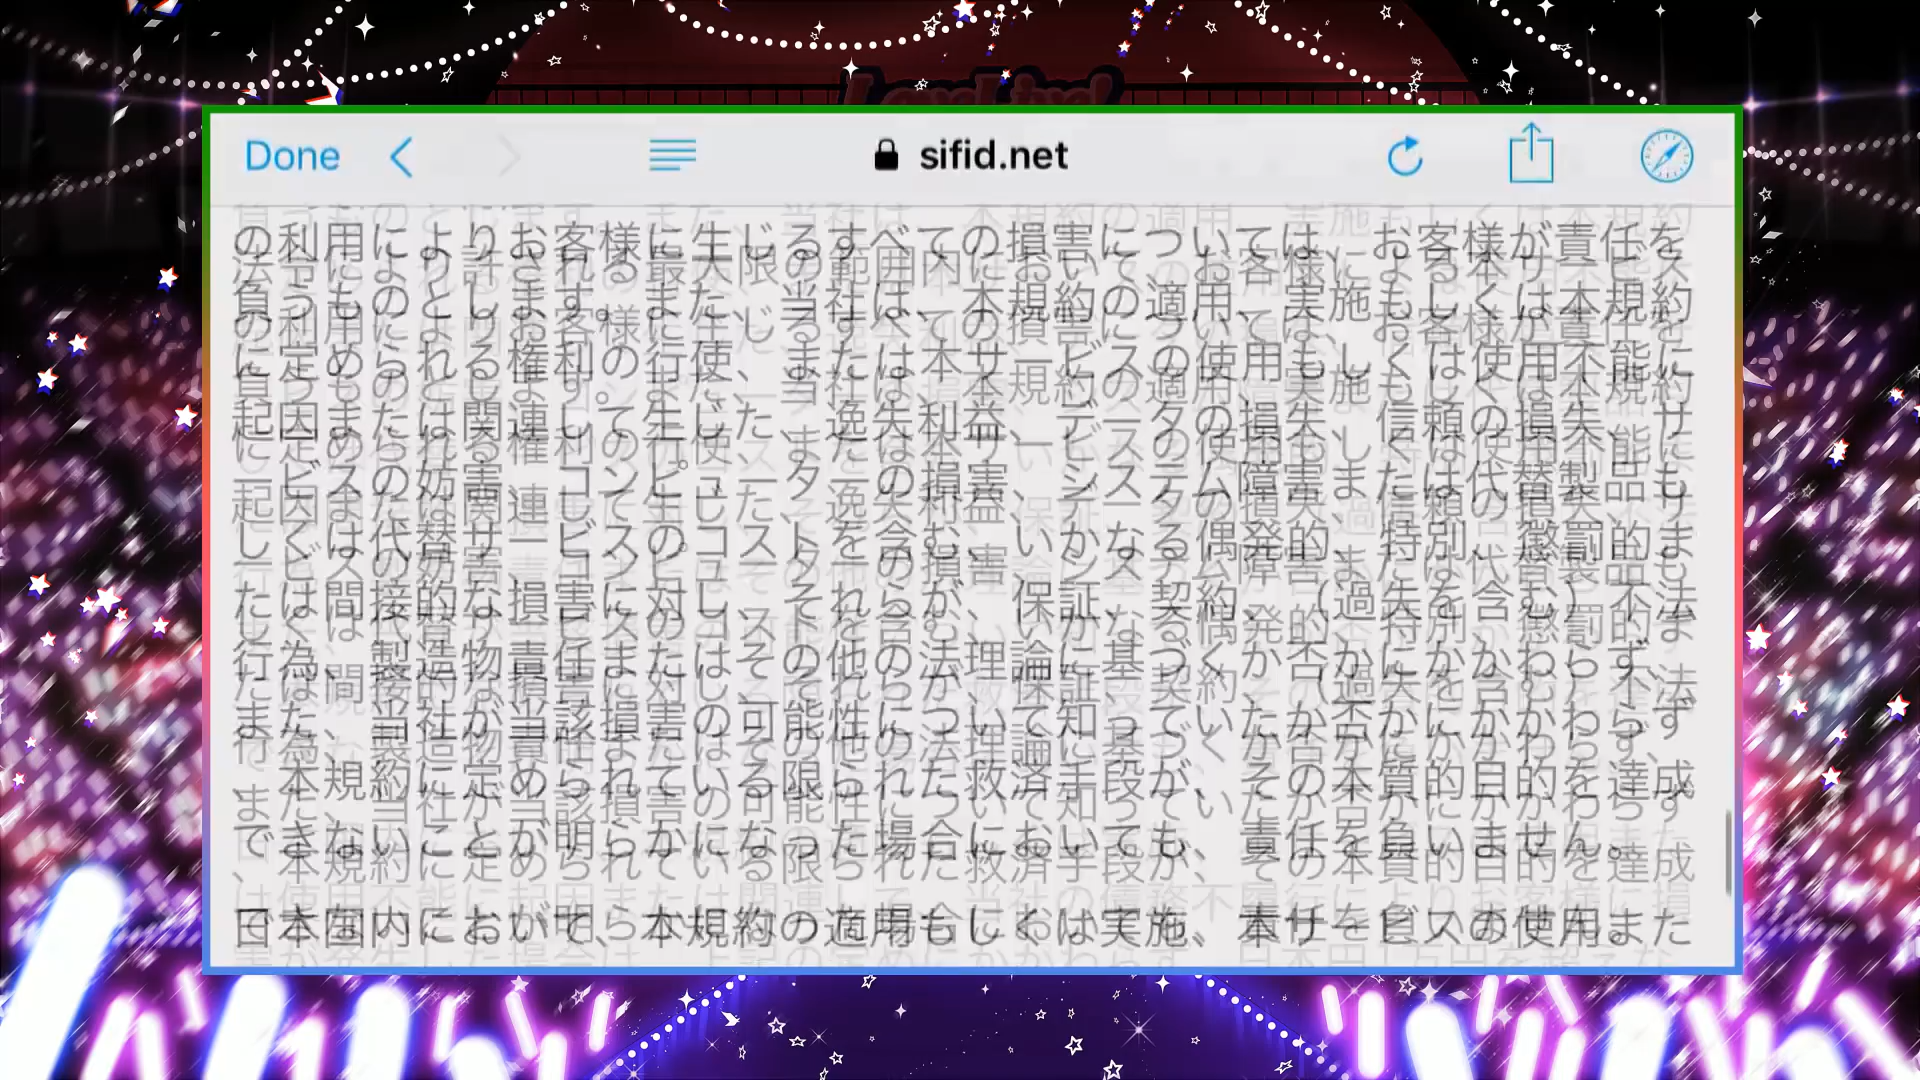 LoveLive!
Done
sifid.net
の利用によりお客様に生じるすべての損害については、お客様が責任を
負うものとします。また、当社は、本規約の適用、実施もしくは本規約
に定められる権利の行使、または本サービスの使用もしくは使用不能に
起因または関連して生じた、逸失利益、データの損失、信頼の損失、サ
ービスの妨害、コンピュータの損害、システム障害、または代替製品も
しくは代替サービスのコストを含む、いかなる偶発的、特別、懲罰的ま
たは間接的な損害に対し、それらが、保証、契約、(過失を含む)不法
行為、製造物責任またはその他の法理論に基づくか否かにかかわらず、
また、当社が当該損害の可能性について知っていたか否かにかかわらず
、本規約に定められている限られた救済手段が、その本質的目的を達成
できないことが明らかになった場合においても、責任を負いません。
日本国内において、本規約の適用もしくは実施、本サービスの使用また